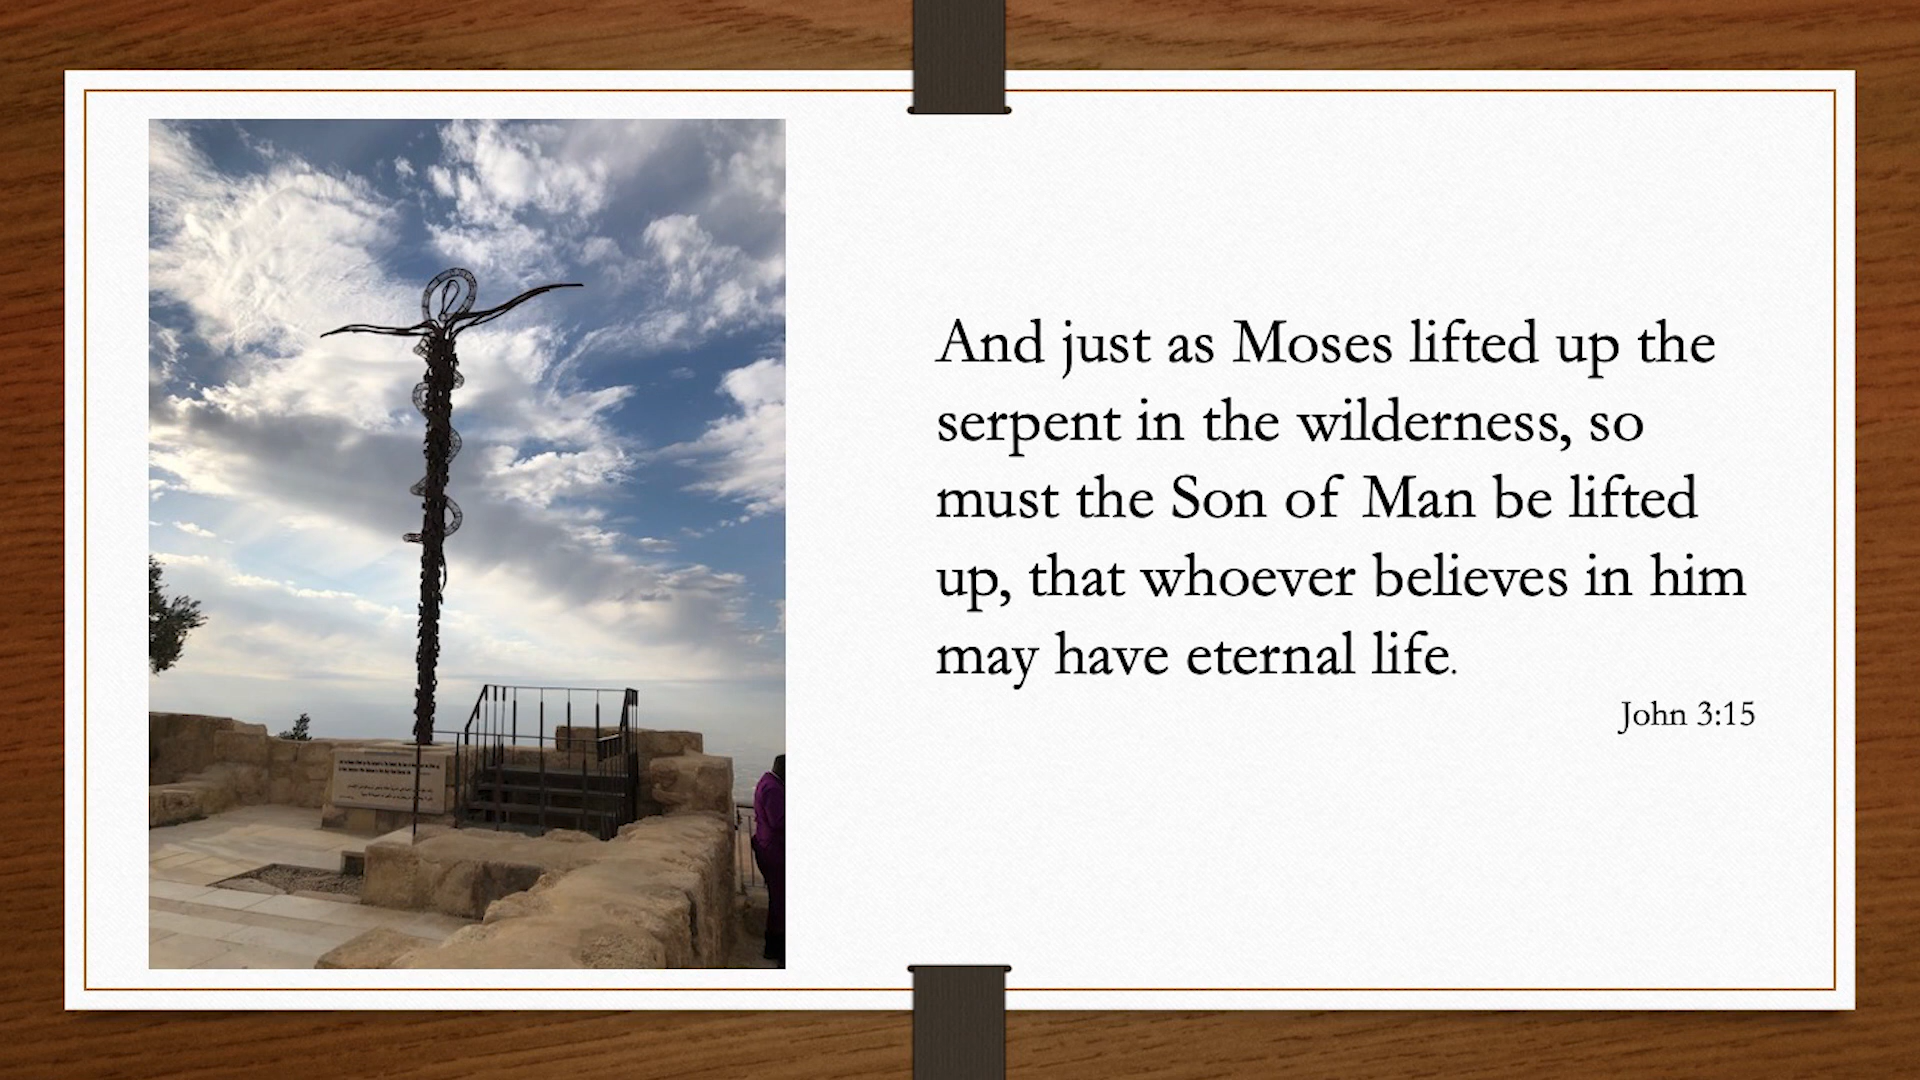 And just as Moses lifted up the
serpent in the wilderness, so
must the Son of Man be lifted
up, that whoever believes in him
may have eternal life.
John 3:15